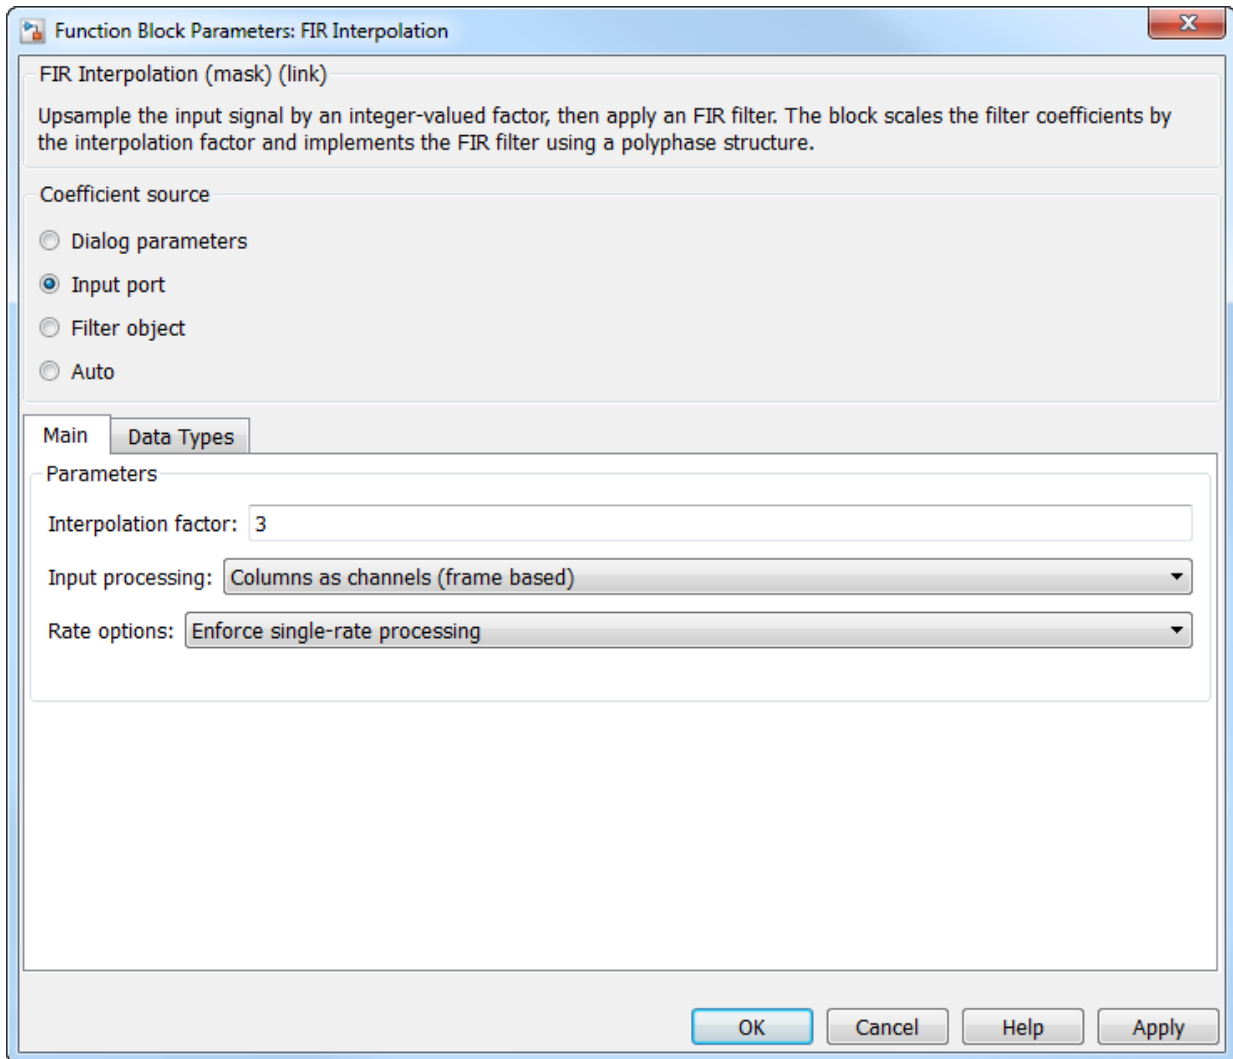 Function Block Parameters: FIR Interpolation
X
FIR Interpolation (mask) (link)
Upsample the input signal by an integer-valued factor, then apply an FIR filter. The block scales the filter coefficients by
the interpolation factor and implements the FIR filter using a polyphase structure.
Coefficient source
Dialog parameters
Input port
Filter object
Auto
Main Data Types
Parameters
Interpolation factor: 3
Input processing: Columns as channels (frame based)
Rate options: Enforce single-rate processing
OK Cancel Help Apply